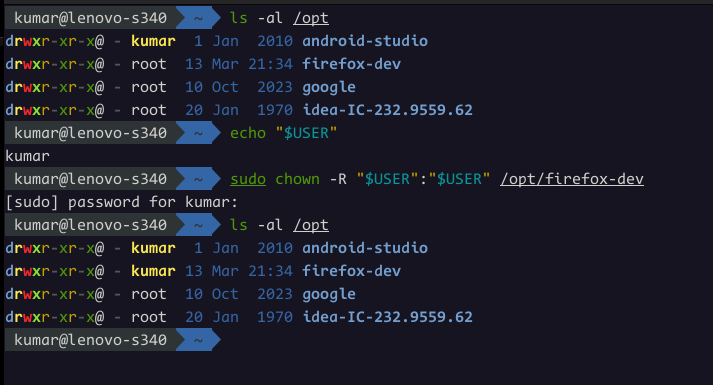 kumar@lenovo-s340 ~ ls -al /opt
drwxr-xr-x@ - kumar  1 Jan  2010 android-studio
drwxr-xr-x@ - root  13 Mar 21:34 firefox-dev
drwxr-xr-x@ - root  10 Oct  2023 google
drwxr-xr-x@ - root  20 Jan  1970 idea-IC-232.9559.62
kumar@lenovo-s340 ~ echo "$USER"
kumar
kumar@lenovo-s340 ~ sudo chown -R "$USER":"$USER" /opt/firefox-dev
[sudo] password for kumar:
kumar@lenovo-s340 ~ ls -al /opt
drwxr-xr-x@ - kumar  1 Jan  2010 android-studio
drwxr-xr-x@ - kumar 13 Mar 21:34 firefox-dev
drwxr-xr-x@ - root  10 Oct  2023 google
drwxr-xr-x@ - root  20 Jan  1970 idea-IC-232.9559.62
kumar@lenovo-s340 ~